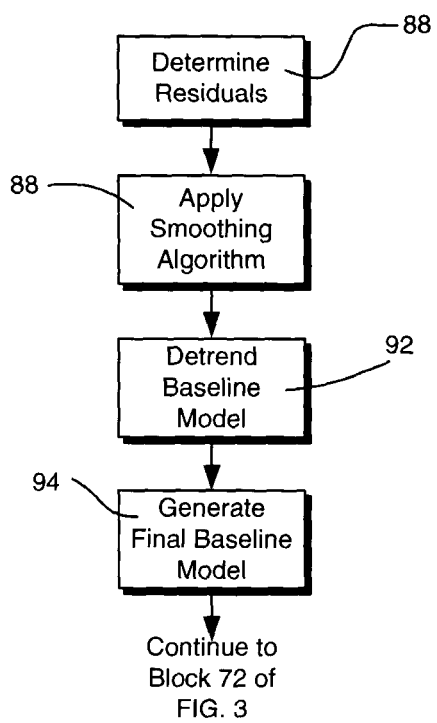 88
Determine
Residuals
88
Apply
Smoothing
Algorithm
92
Detrend
Baseline
Model
94
Generate
Final Baseline
Model
Continue to
Block 72 of
FIG. 3